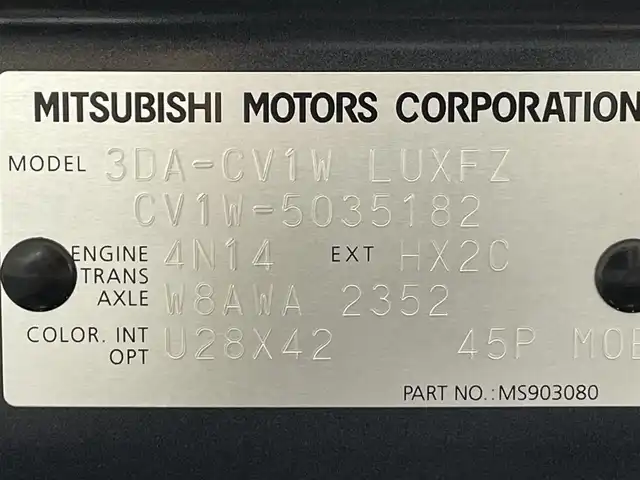 MITSUBISHI MOTORS CORPORATION
MODEL 3DA-CV1W LUXFZ
CV1W-5035182
ENGINE 4N14 EXT HX2C
TRANS
AXLE W8AWA 2352
COLOR. INT U28X42 45P
OPT
PART NO.:MS903080